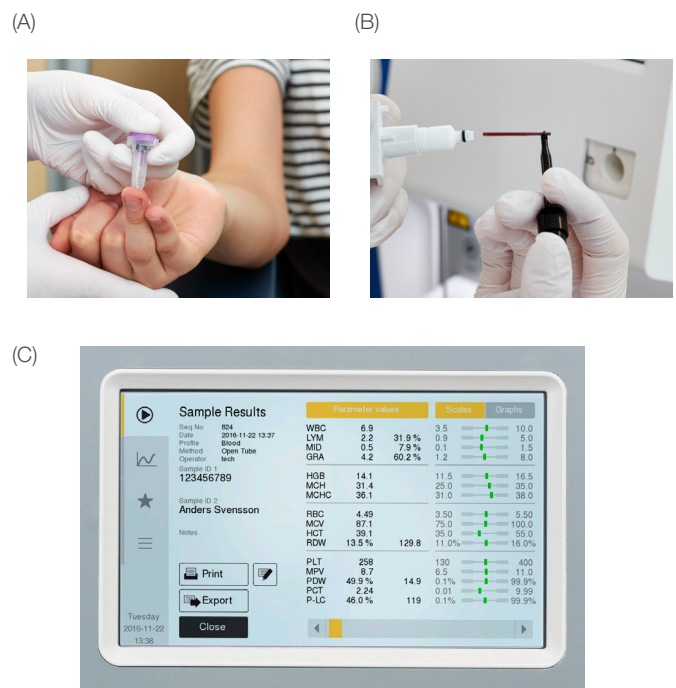 (A)
(B)
(C)
Sample Results
Seq No 824
Date 2016-11-22 13:37
Profile Blood
Method Open Tube
Operator tech
Sample ID 1
123456789
Sample ID 2
Anders Svensson
Notes
Print
Export
Close
Tuesday
2016-11-22
13:38
Parameter values Scales Graphs
WBC 6.9 3.5 10.0
LYM 2.2 31.9 % 0.9 5.0
MID 0.5 7.9 % 0.1 1.5
GRA 4.2 60.2 % 1.2 8.0
HGB 14.1 11.5 16.5
MCH 31.4 25.0 35.0
MCHC 36.1 31.0 38.0
RBC 4.49 3.50 5.50
MCV 87.1 75.0 100.0
HCT 39.1 35.0 55.0
RDW 13.5 % 129.8 11.0% 16.0%
PLT 258 130 400
MPV 8.7 6.5 11.0
PDW 49.9 % 14.9 0.1% 99.9%
PCT 2.24 0.01 9.99
P-LC 46.0 % 119 0.1% 99.9%